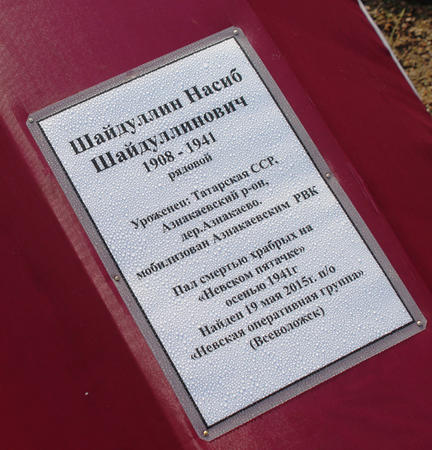 Шайдуллин Насиб
Шайдуллинович
1908 - 1941
рядовой
Уроженец: Татарская ССР,
Азнакаевский р-он,
дер.Азнакаево.
мобилизован Азнакаевским РВК
Пал смертью храбрых на
«Невском пятачке»
осенью 1941г
Найден 19 мая 2015г. п/о
«Невская оперативная группа»
(Всеволожск)